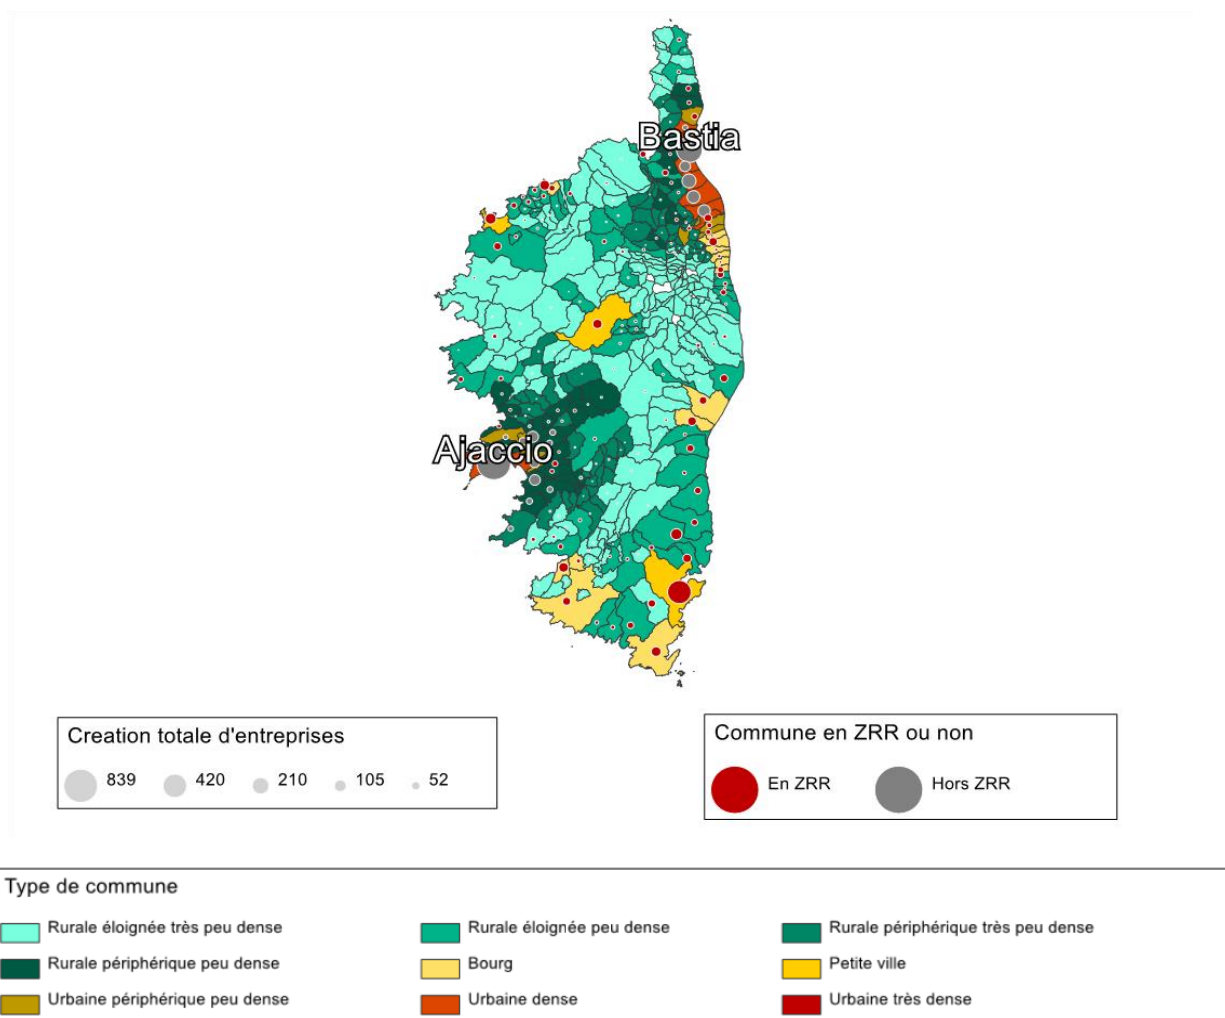 Bastia
Ajaccio
Creation totale d'entreprises
839 420 210 105 52
Commune en ZRR ou non
En ZRR Hors ZRR
Type de commune
Rurale éloignée très peu dense Rurale éloignée peu dense Rurale périphérique très peu dense
Rurale périphérique peu dense Bourg Petite ville
Urbaine périphérique peu dense Urbaine dense Urbaine très dense